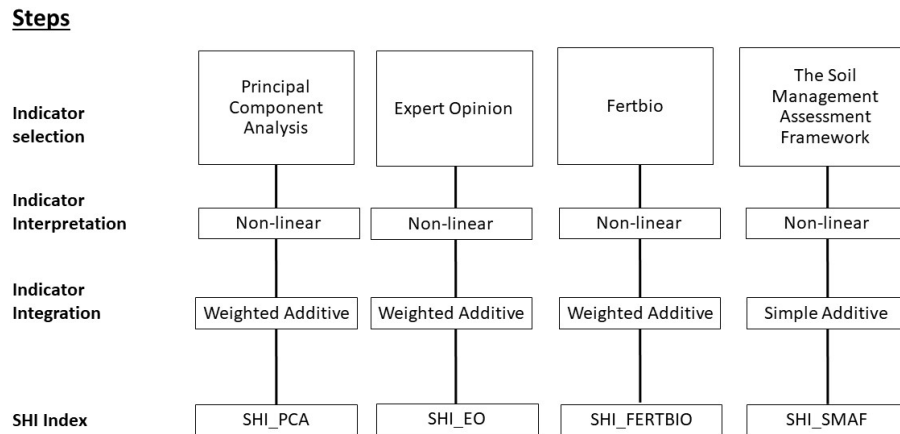 Steps
Indicator
selection
Principal
Component
Analysis
Expert Opinion
Fertbio
The Soil
Management
Assessment
Framework
Indicator
Interpretation
Non-linear
Non-linear
Non-linear
Non-linear
Indicator
Integration
Weighted Additive
Weighted Additive
Weighted Additive
Simple Additive
SHI Index
SHI_PCA
SHI_EO
SHI_FERTBIO
SHI_SMAF